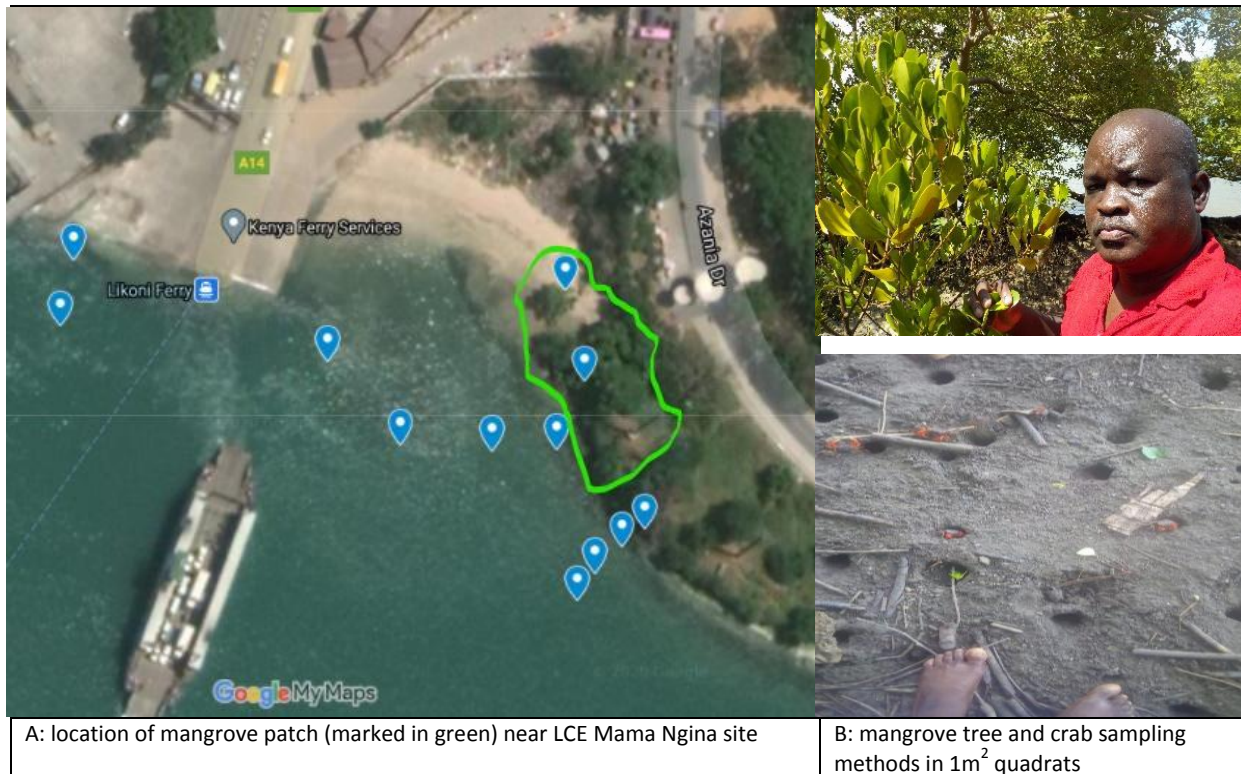 A14
Kenya Ferry Services
Likoni Ferry
Azania Dr
Google My Maps
A: location of mangrove patch (marked in green) near LCE Mama Ngina site
B: mangrove tree and crab sampling
methods in 1m² quadrats